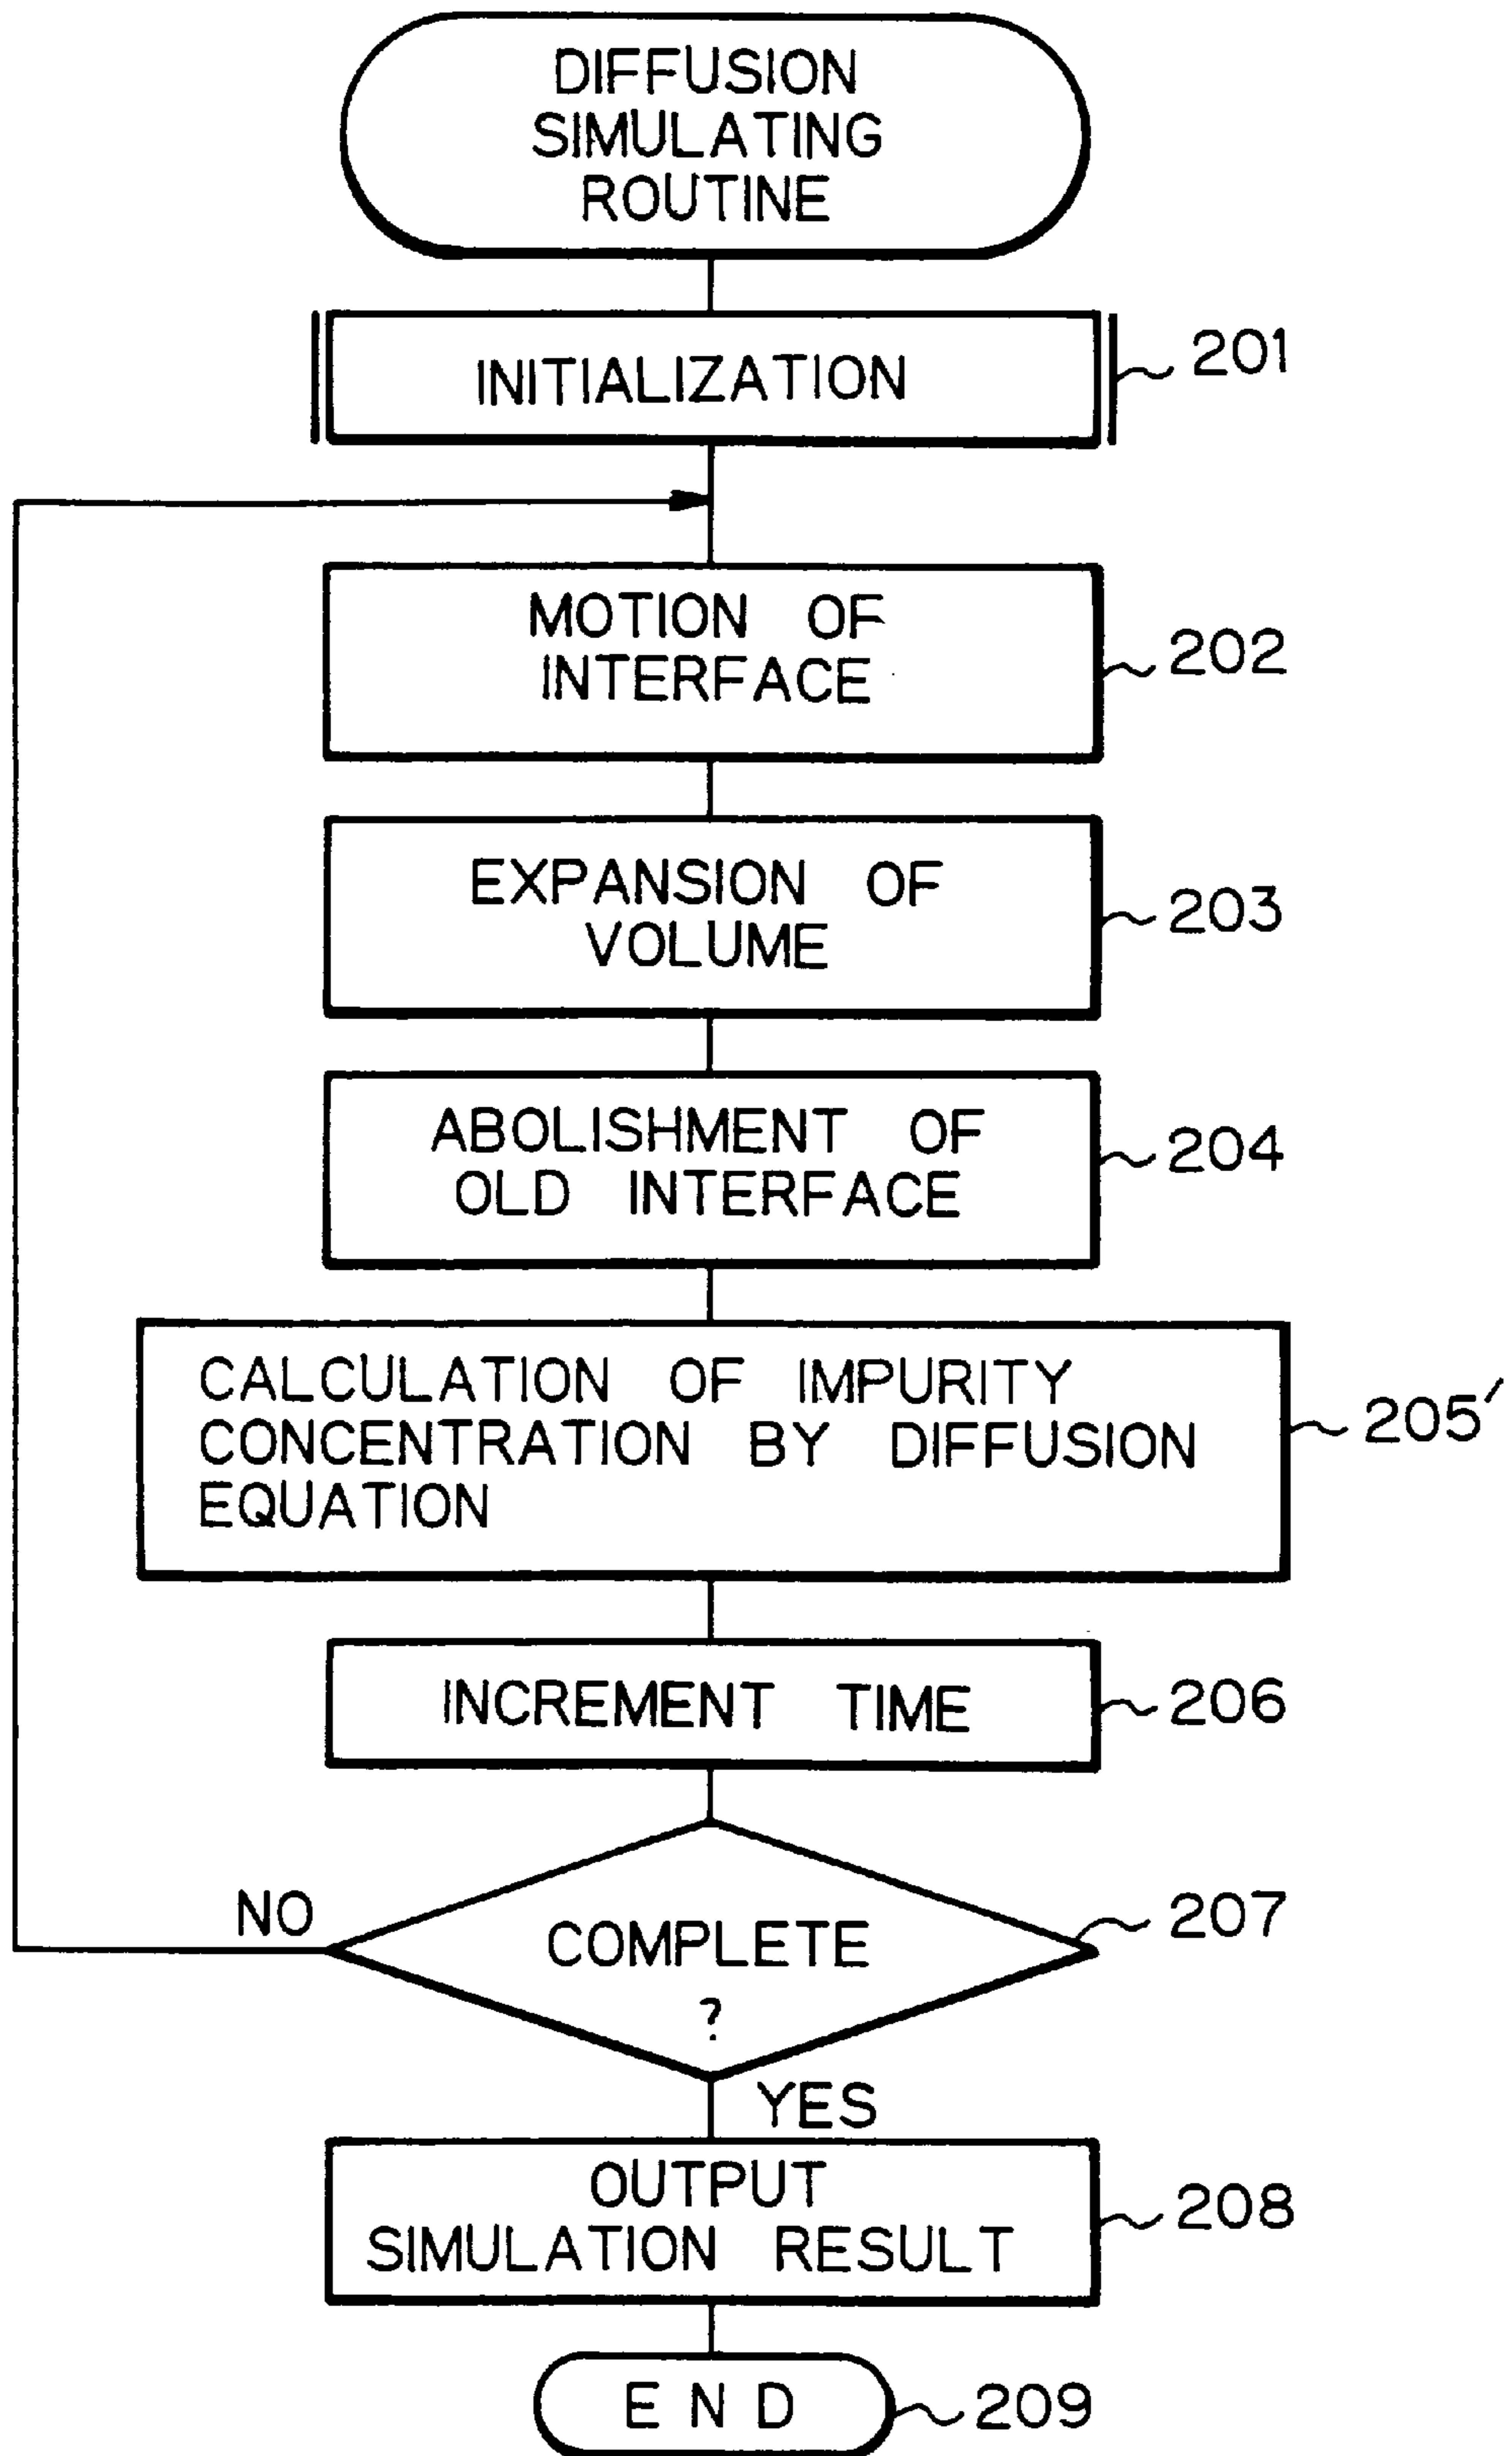 DIFFUSION
SIMULATING
ROUTINE
INITIALIZATION
201
MOTION OF
INTERFACE
202
EXPANSION OF
VOLUME
203
ABOLISHMENT OF
OLD INTERFACE
204
CALCULATION OF IMPURITY
CONCENTRATION BY DIFFUSION
EQUATION
205'
INCREMENT TIME
206
NO
COMPLETE
?
207
YES
OUTPUT
SIMULATION RESULT
208
END
209